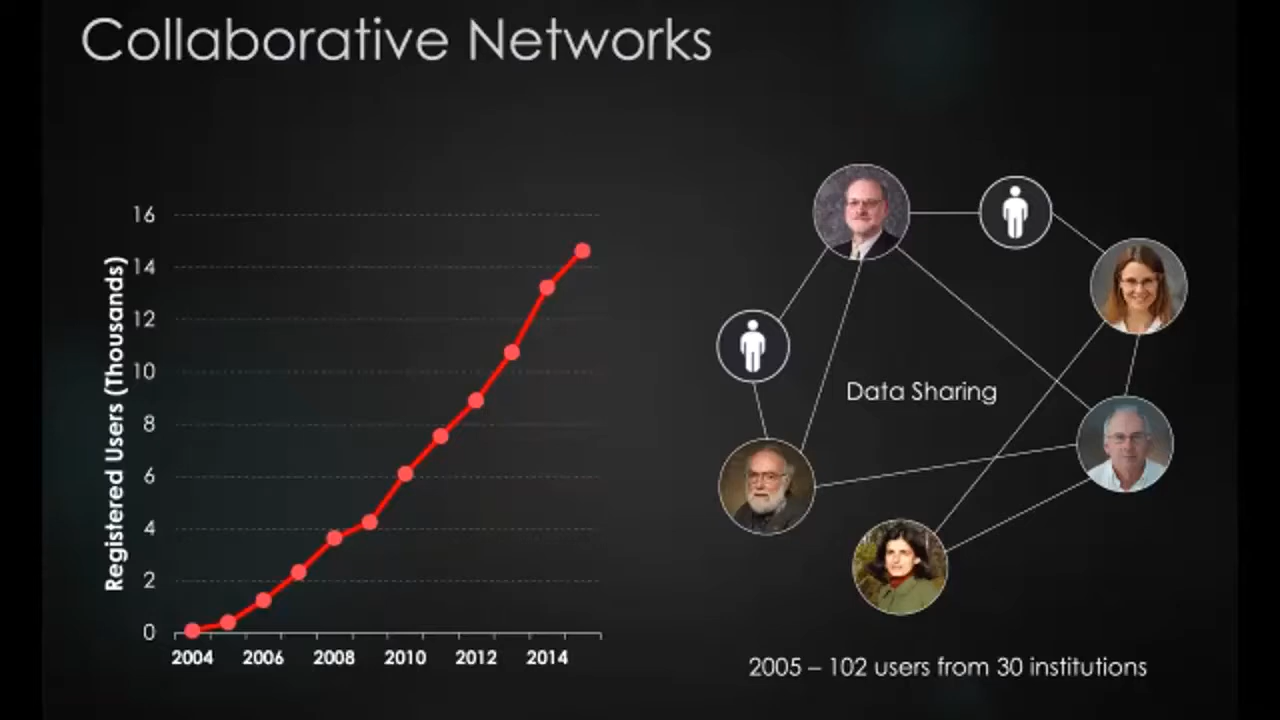 Collaborative Networks
Registered Users (Thousands)
16
14
12
10
8
6
4
2
0
2004 2006 2008 2010 2012 2014
Data Sharing
2005 – 102 users from 30 institutions